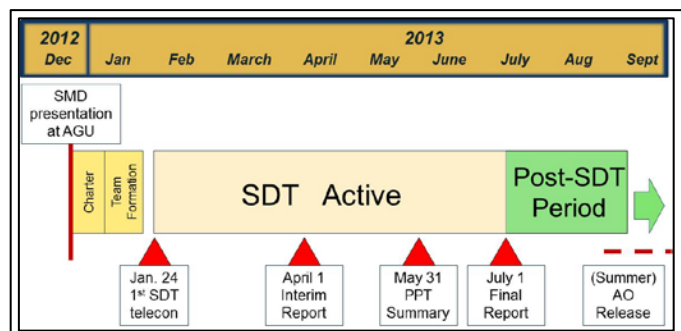 2012 2013
Dec Jan Feb March April May June July Aug Sept
SMD
presentation
at AGU
Charter
Team
Formation
SDT Active
Post-SDT
Period
Jan. 24
1st SDT
telecon
April 1
Interim
Report
May 31
PPT
Summary
July 1
Final
Report
(Summer)
AO
Release